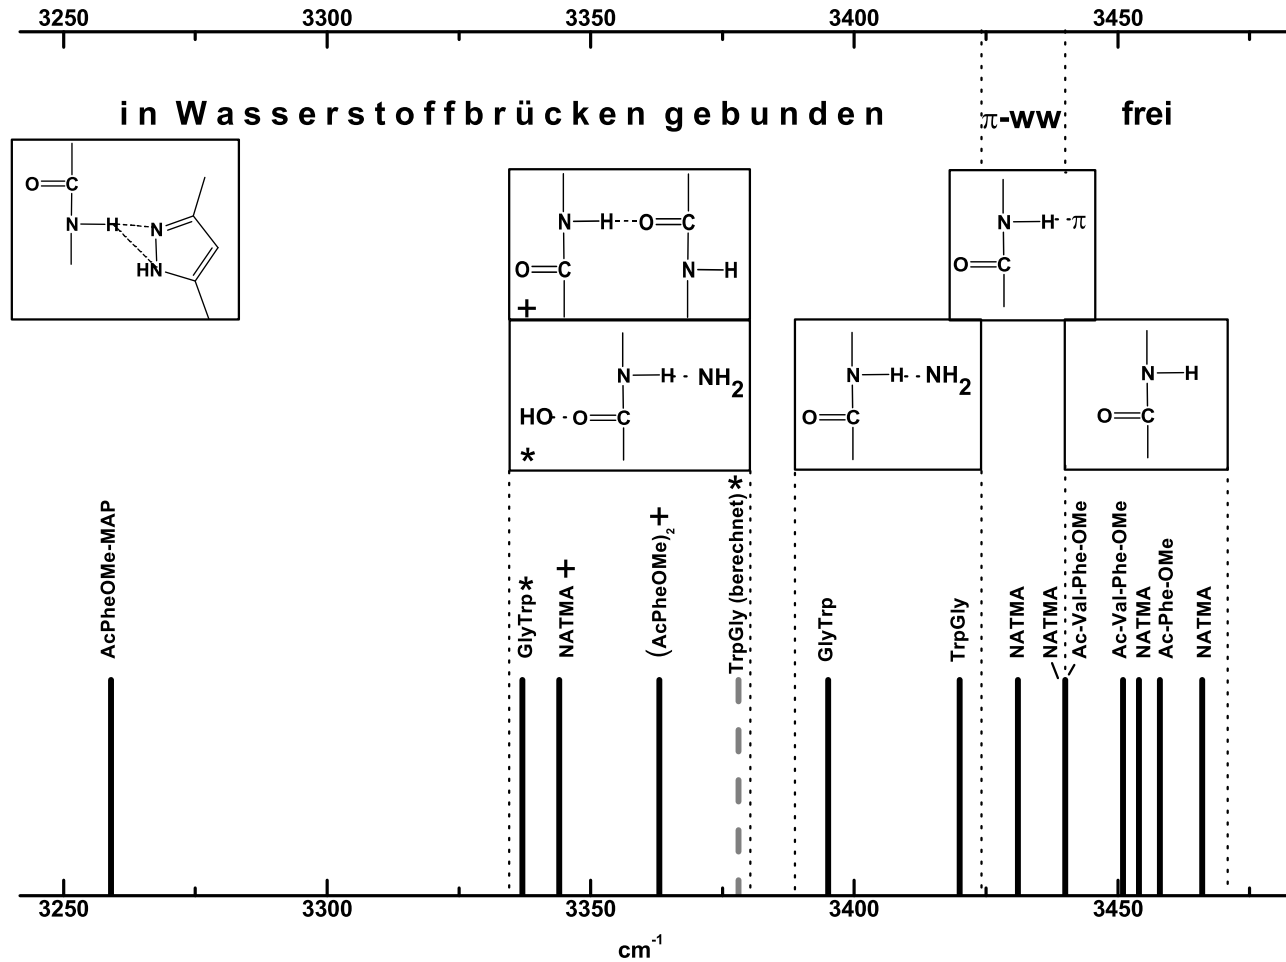 3250 3300 3350 3400 3450
in Wasserstoffbrücken gebunden
π-ww
frei
O=C
N—H
N
HN
N—H---O=C
O=C N—H
+
N—H-- NH2
HO--O=C
*
N—H--π
O=C
N—H-- NH2
O=C
N—H
O=C
AcPheOMe-MAP
GlyTrp*
NATMA +
(AcPheOMe)2+
TrpGly (berechnet)*
GlyTrp
TrpGly
NATMA
NATMA
Ac-Val-Phe-OMe
Ac-Val-Phe-OMe
NATMA
Ac-Phe-OMe
NATMA
3250 3300 3350 3400 3450
cm-1